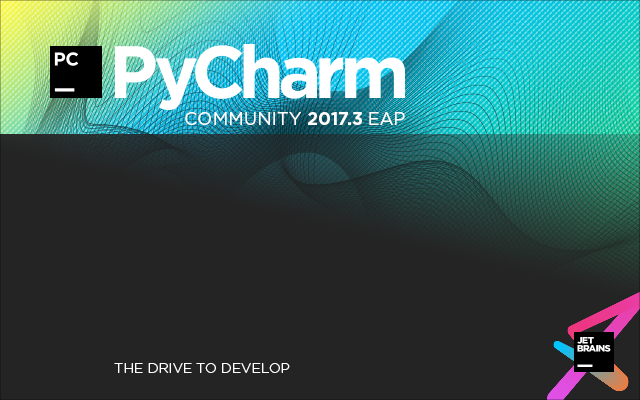 PC
PyCharm
COMMUNITY 2017.3 EAP
THE DRIVE TO DEVELOP
JET
BRAINS